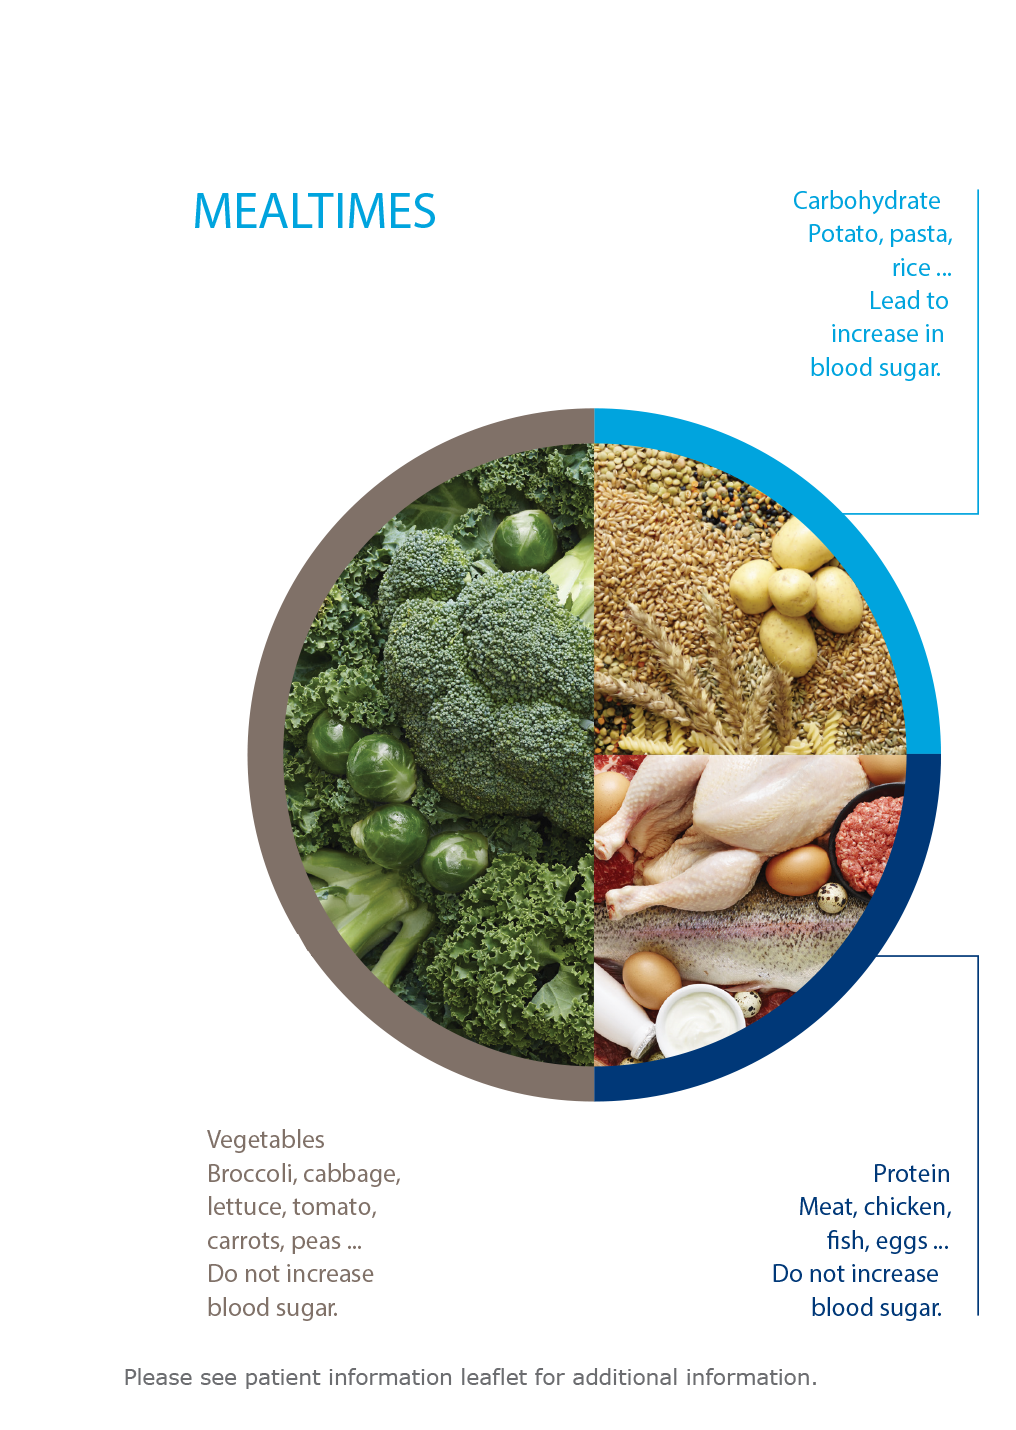 MEALTIMES
Carbohydrate
Potato, pasta,
rice ...
Lead to
increase in
blood sugar.
Vegetables
Broccoli, cabbage,
lettuce, tomato,
carrots, peas ...
Do not increase
blood sugar.
Protein
Meat, chicken,
fish, eggs ...
Do not increase
blood sugar.
Please see patient information leaflet for additional information.